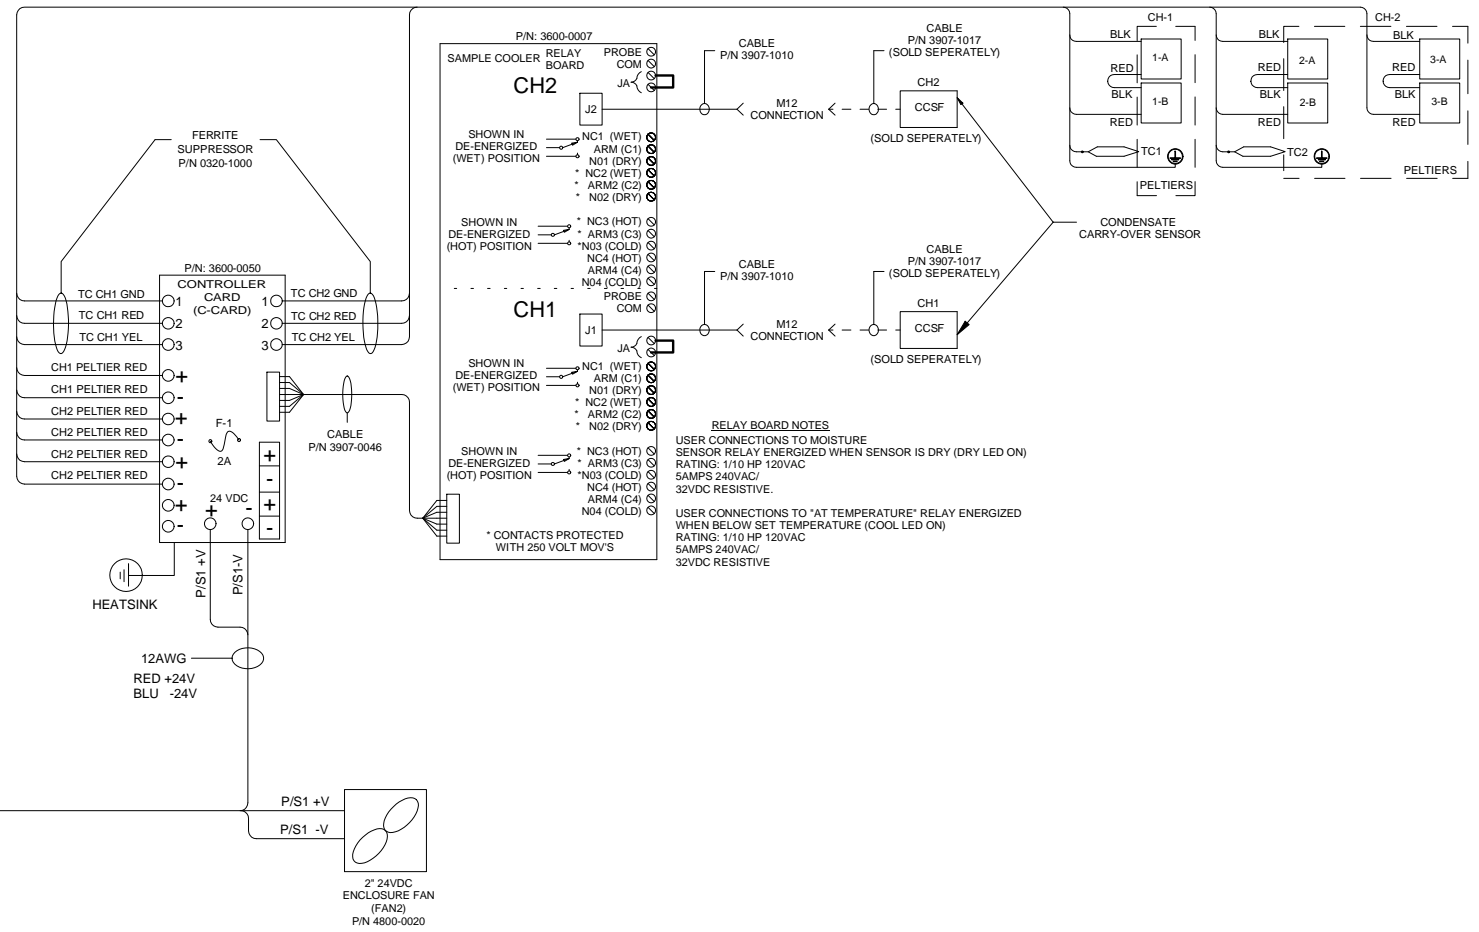 P/N: 3600-0007
SAMPLE COOLER RELAY
BOARD
CH2
PROBE
COM
JA
J2
SHOWN IN
DE-ENERGIZED
(WET) POSITION
NC1 (WET)
ARM (C1)
N01 (DRY)
* NC2 (WET)
* ARM2 (C2)
* N02 (DRY)
SHOWN IN
DE-ENERGIZED
(HOT) POSITION
* NC3 (HOT)
* ARM3 (C3)
*N03 (COLD)
NC4 (HOT)
ARM4 (C4)
N04 (COLD)
CH1
PROBE
COM
J1
JA
SHOWN IN
DE-ENERGIZED
(WET) POSITION
NC1 (WET)
ARM (C1)
N01 (DRY)
* NC2 (WET)
* ARM2 (C2)
* N02 (DRY)
SHOWN IN
DE-ENERGIZED
(HOT) POSITION
* NC3 (HOT)
* ARM3 (C3)
*N03 (COLD)
NC4 (HOT)
ARM4 (C4)
N04 (COLD)
* CONTACTS PROTECTED
WITH 250 VOLT MOV'S
CABLE
P/N 3907-1010
M12
CONNECTION
CABLE
P/N 3907-1017
(SOLD SEPERATELY)
CH2
CCSF
(SOLD SEPERATELY)
CABLE
P/N 3907-1010
M12
CONNECTION
CABLE
P/N 3907-1017
(SOLD SEPERATELY)
CH1
CCSF
(SOLD SEPERATELY)
CONDENSATE
CARRY-OVER SENSOR
CH-1
BLK
1-A
RED
BLK
1-B
RED
TC1
PELTIERS
CH-2
BLK
2-A
RED
BLK
2-B
RED
TC2
BLK
3-A
RED
BLK
3-B
RED
PELTIERS
FERRITE
SUPPRESSOR
P/N 0320-1000
P/N: 3600-0050
CONTROLLER
CARD
(C-CARD)
TC CH1 GND
1
TC CH1 RED
2
TC CH1 YEL
3
1
TC CH2 GND
2
TC CH2 RED
3
TC CH2 YEL
CH1 PELTIER RED
+
CH1 PELTIER RED
-
CH2 PELTIER RED
+
CH2 PELTIER RED
-
CH2 PELTIER RED
+
CH2 PELTIER RED
-
+
-
F-1
2A
24 VDC
+ -
+
-
+
-
CABLE
P/N 3907-0046
HEATSINK
P/S1 +V
P/S1-V
12AWG
RED +24V
BLU -24V
P/S1 +V
P/S1 -V
2" 24VDC
ENCLOSURE FAN
(FAN2)
P/N 4800-0020
RELAY BOARD NOTES
USER CONNECTIONS TO MOISTURE
SENSOR RELAY ENERGIZED WHEN SENSOR IS DRY (DRY LED ON)
RATING: 1/10 HP 120VAC
5AMPS 240VAC/
32VDC RESISTIVE.
USER CONNECTIONS TO "AT TEMPERATURE" RELAY ENERGIZED
WHEN BELOW SET TEMPERATURE (COOL LED ON)
RATING: 1/10 HP 120VAC
5AMPS 240VAC/
32VDC RESISTIVE